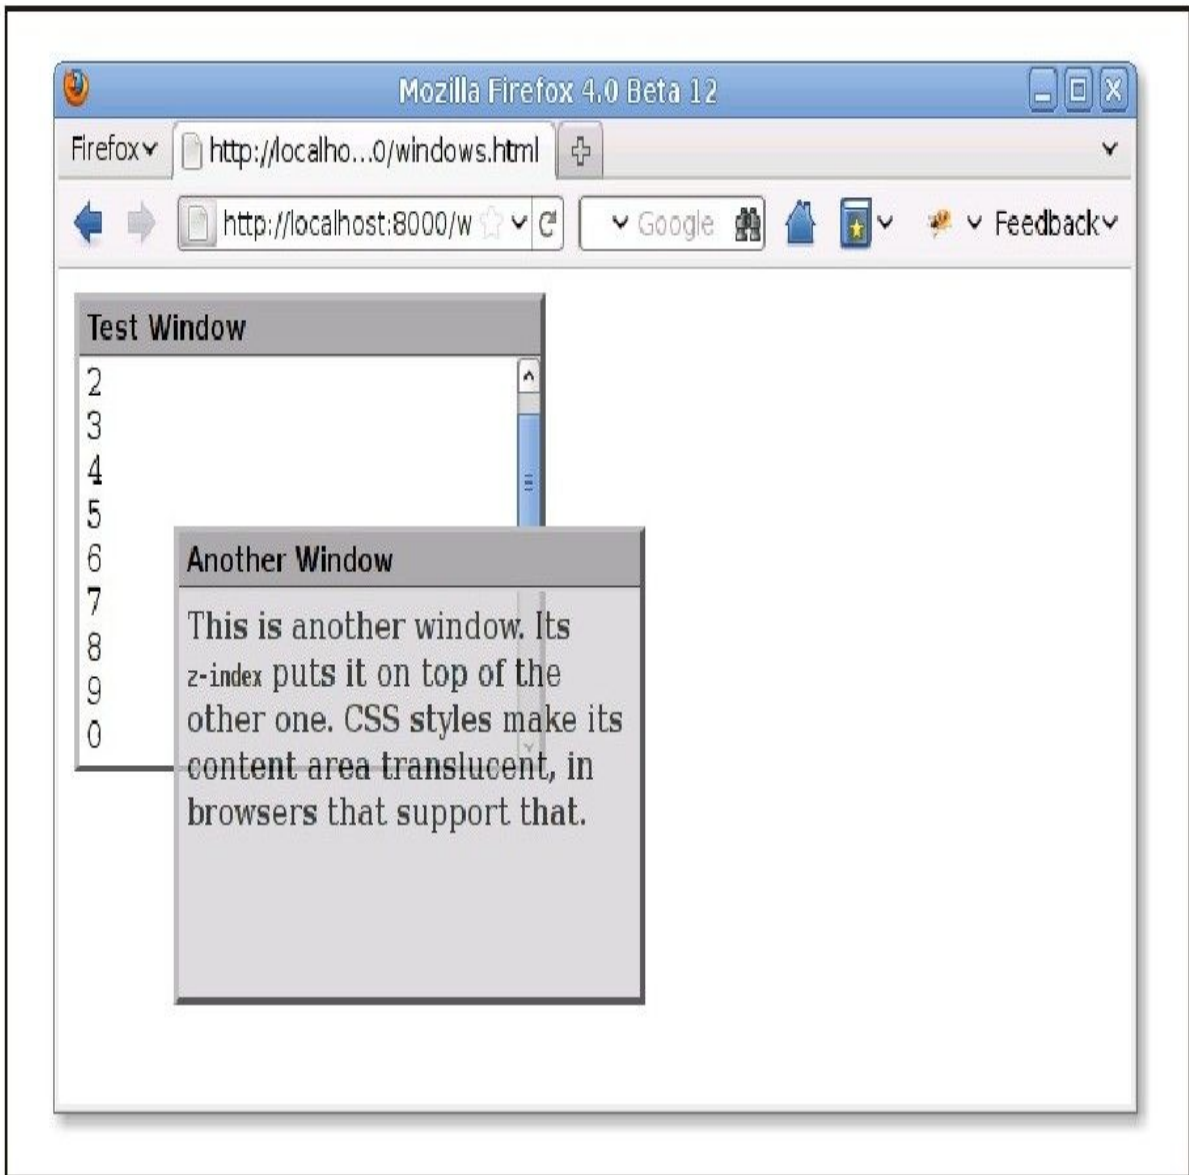 Mozilla Firefox 4.0 Beta 12
Firefox http://localho...0/windows.html
http://localhost:8000/w Google Feedback
Test Window
2
3
4
5
6
7
8
9
0
Another Window
This is another window. Its
z-index puts it on top of the
other one. CSS styles make its
content area translucent, in
browsers that support that.